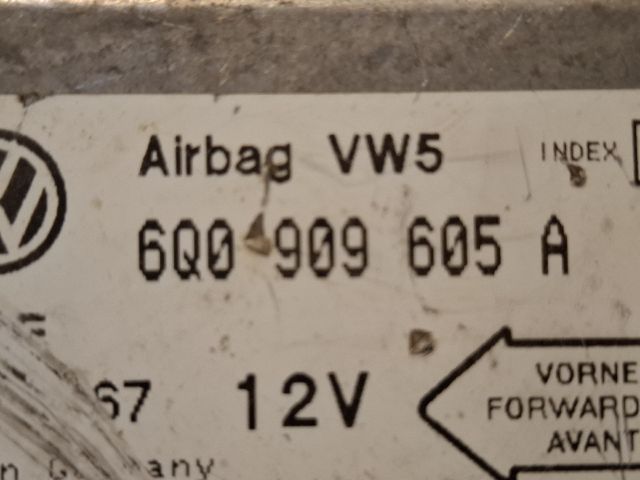 Airbag VW5 INDEX
6Q0 909 605 A
67 12V
VORNE
FORWARD
AVANT